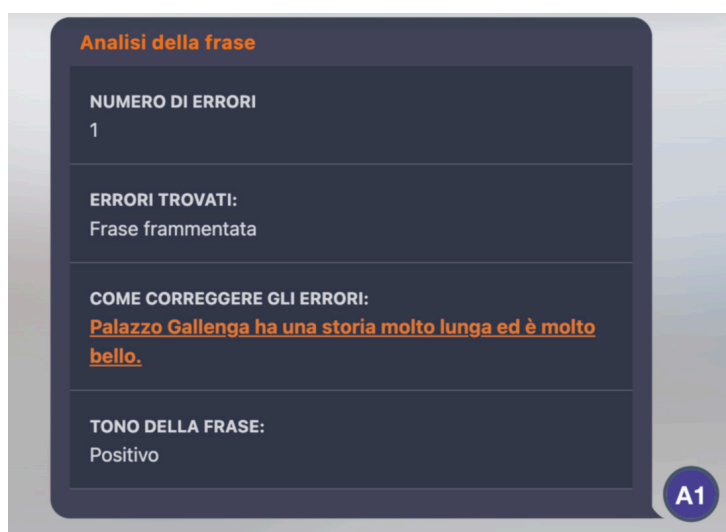 Analisi della frase
NUMERO DI ERRORI
1
ERRORI TROVATI:
Frase frammentata
COME CORREGGERE GLI ERRORI:
Palazzo Gallenga ha una storia molto lunga ed è molto
bello.
TONO DELLA FRASE:
Positivo
A1